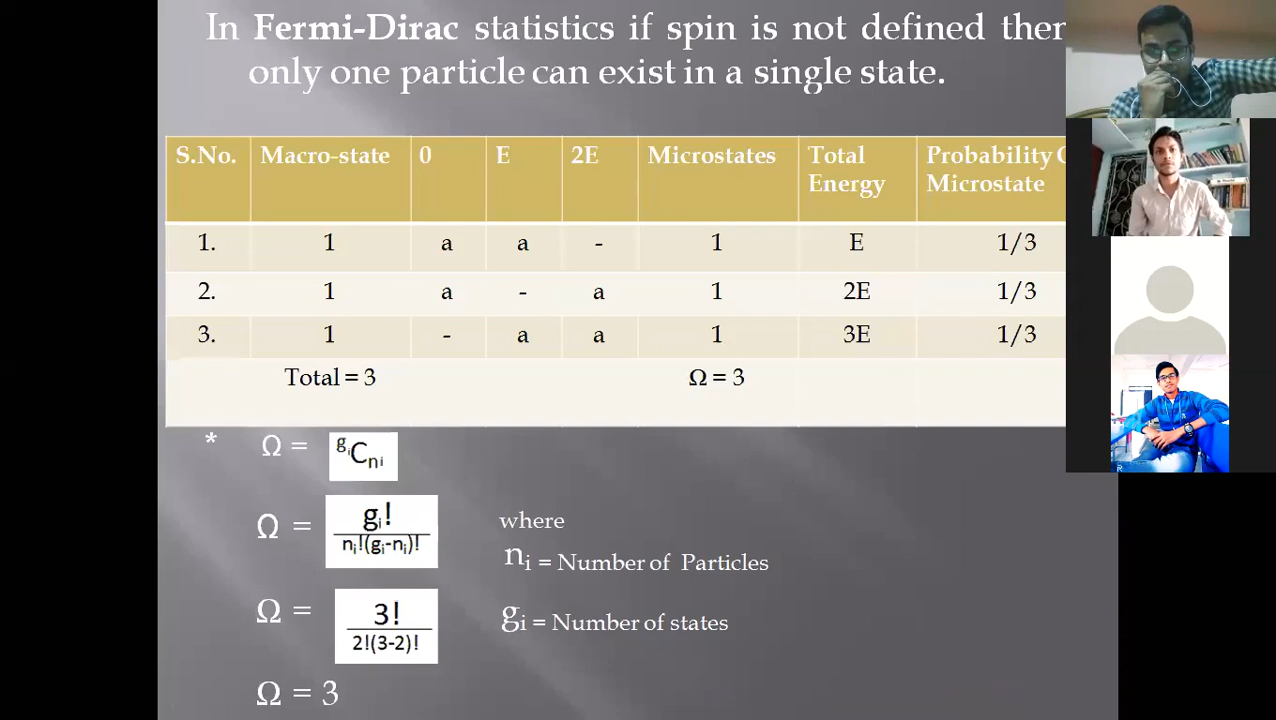 In Fermi-Dirac statistics if spin is not defined
only one particle can exist in a single state.
S.No. Macro-state 0 E 2E Microstates Total Energy Probability Microstate
1. 1 a a - 1 E 1/3
2. 1 a - a 1 2E 1/3
3. 1 - a a 1 3E 1/3
Total = 3 Ω = 3
* Ω = gᵢCnᵢ
Ω = gᵢ! / nᵢ!(gᵢ-nᵢ)! where
nᵢ = Number of Particles
Ω = 3! / 2!(3-2)! gᵢ = Number of states
Ω = 3